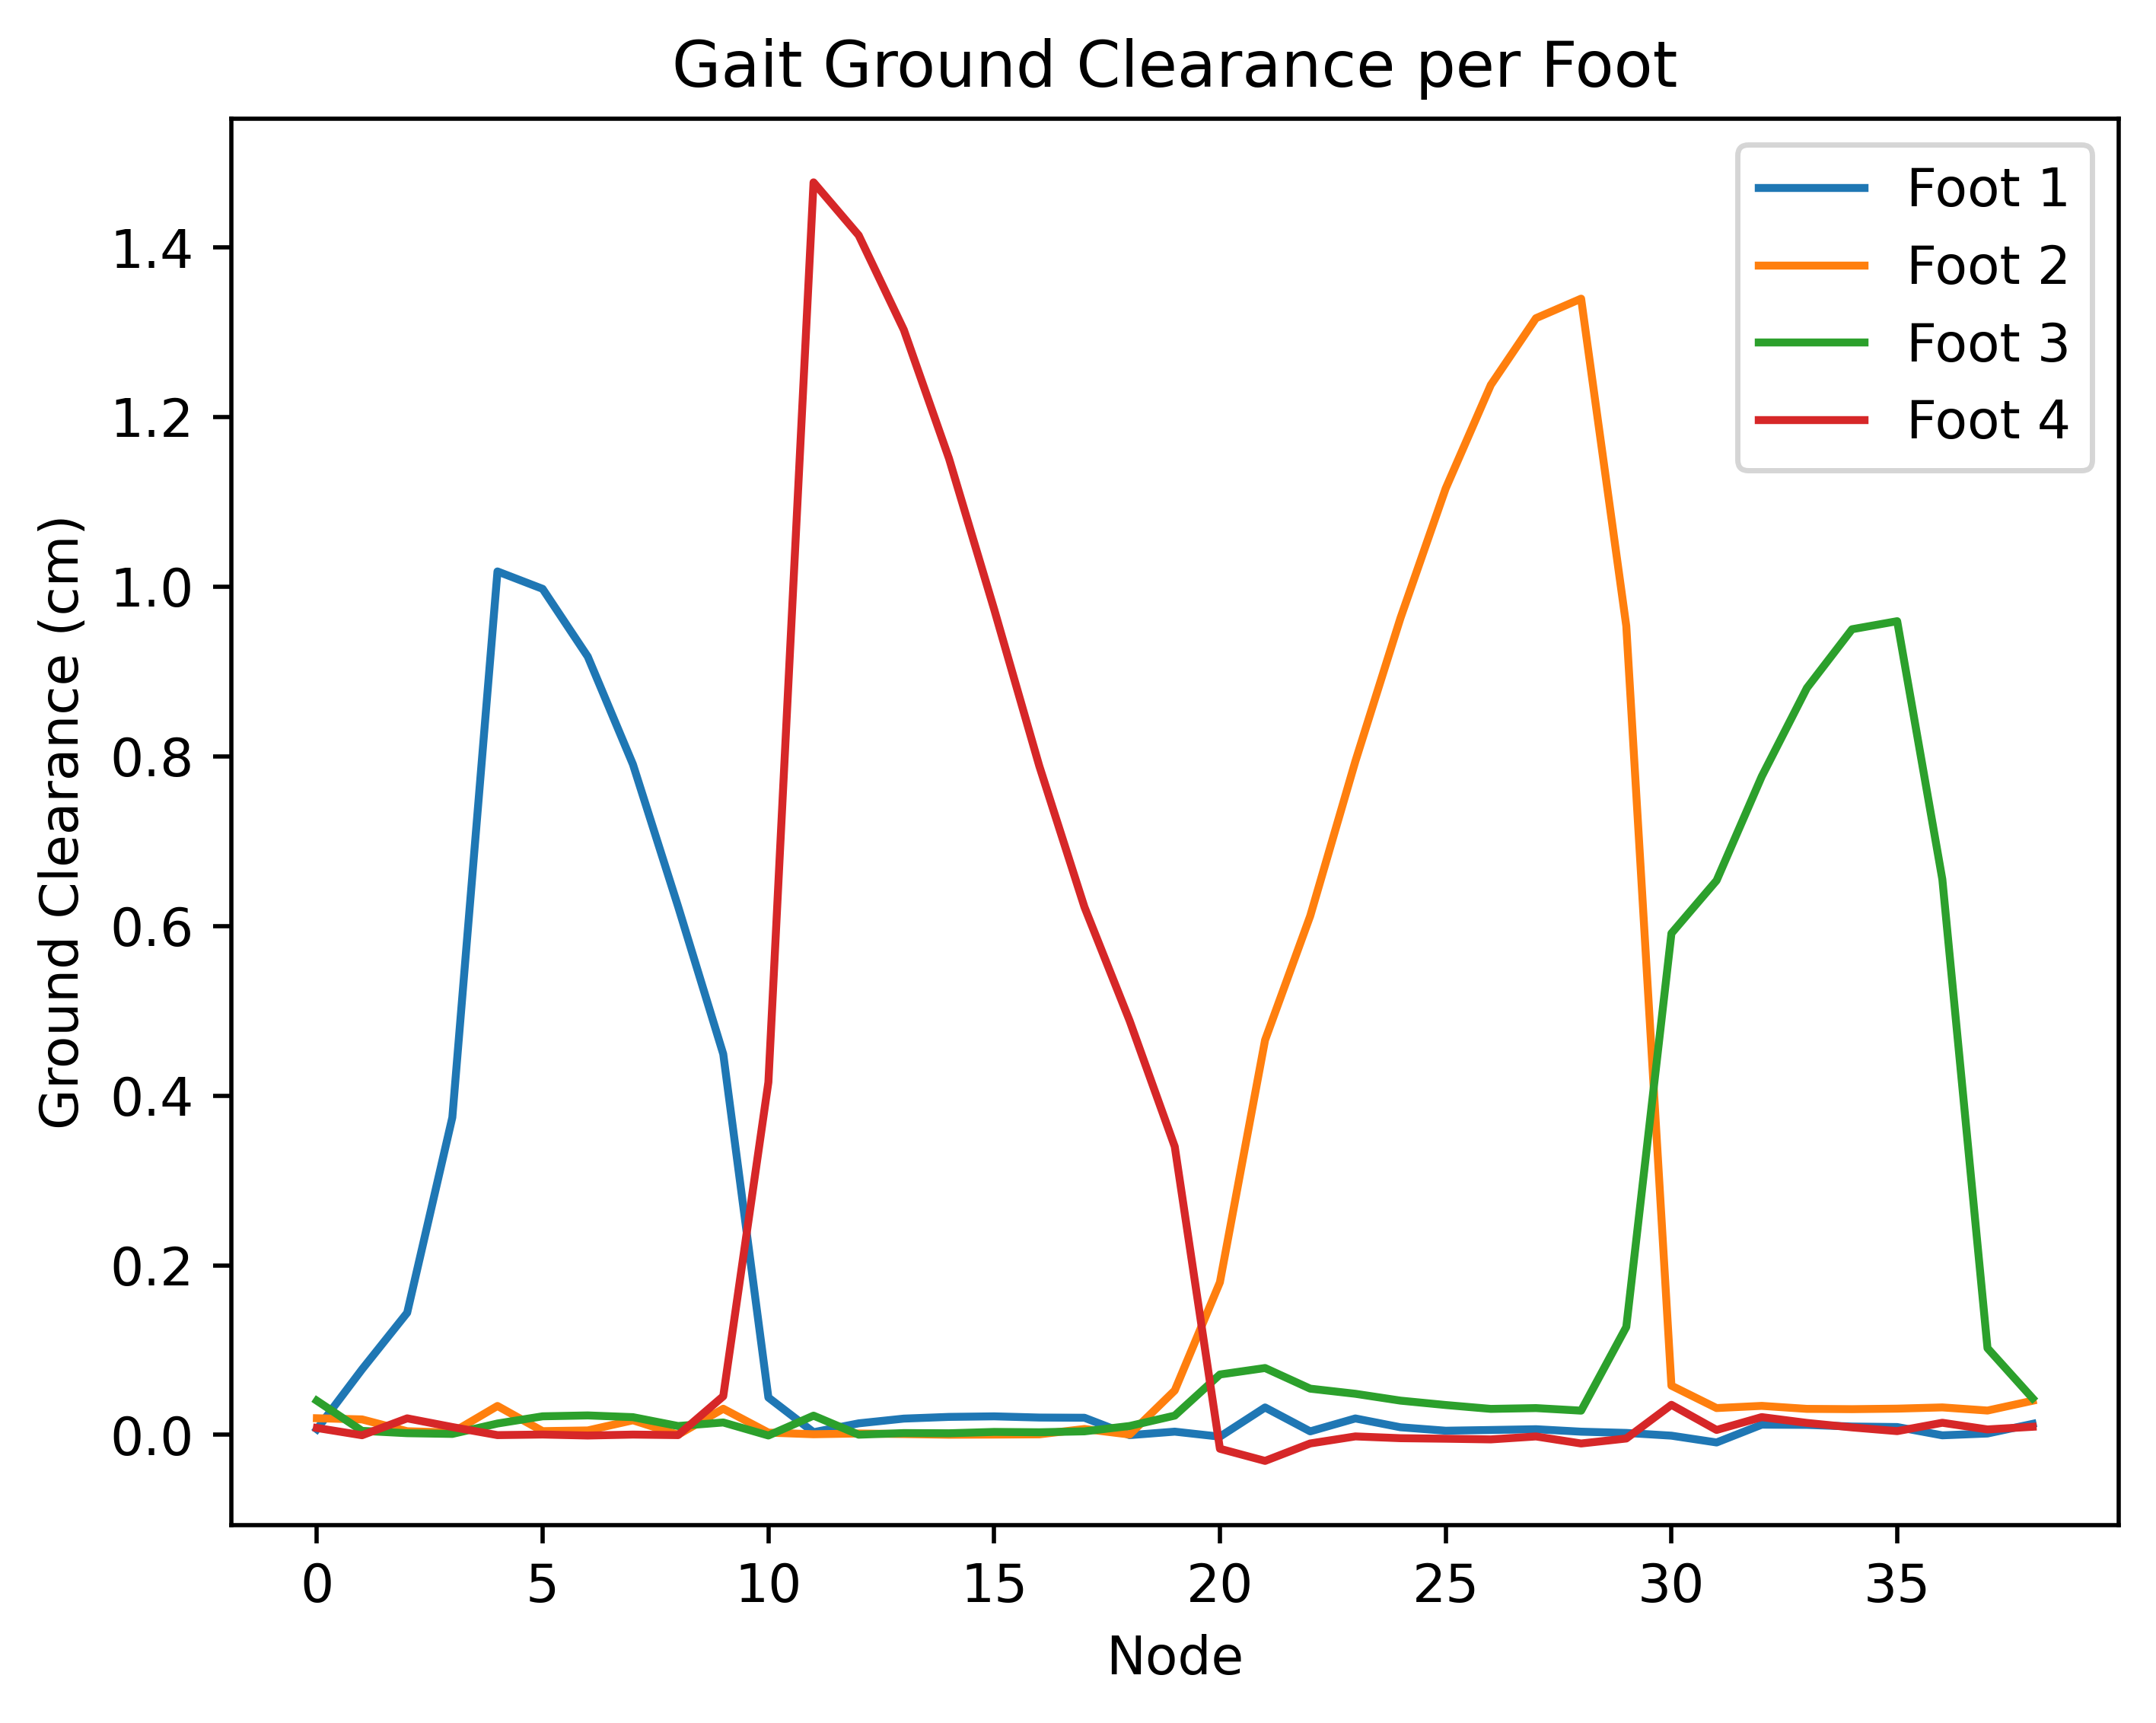 Gait Ground Clearance per Foot
Foot 1
Foot 2
Foot 3
Foot 4
Ground Clearance (cm)
1.4
1.2
1.0
0.8
0.6
0.4
0.2
0.0
0 5 10 15 20 25 30 35
Node